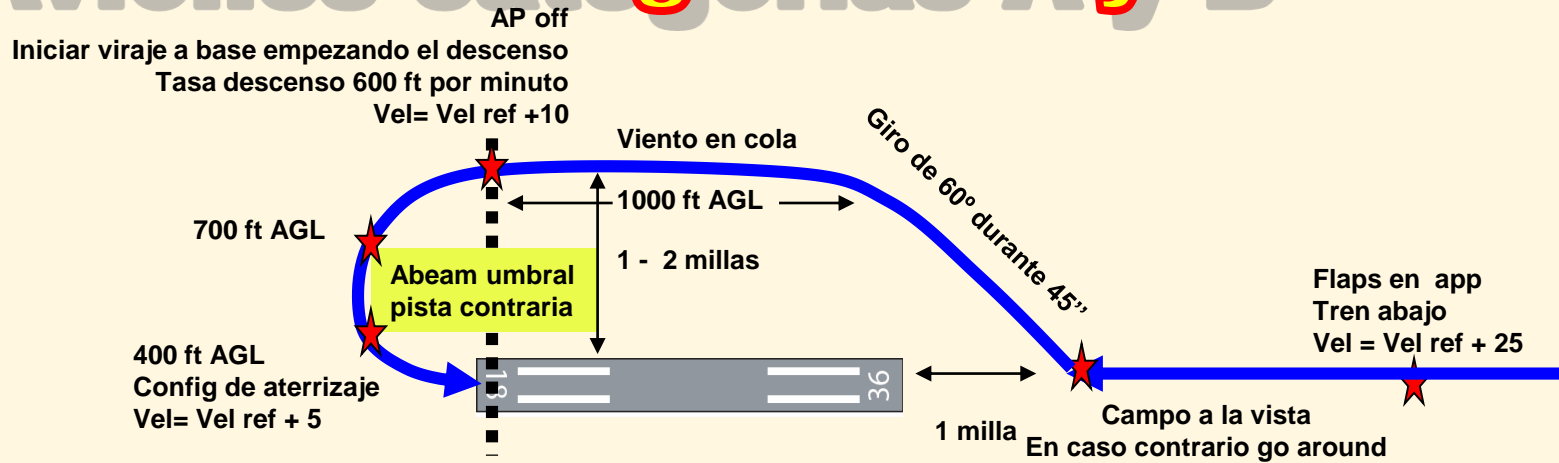 AP off
Iniciar viraje a base empezando el descenso
Tasa descenso 600 ft por minuto
Vel= Vel ref +10
Viento en cola
Giro de 60º durante 45’’
1000 ft AGL
700 ft AGL
1 - 2 millas
Abeam umbral
pista contraria
Flaps en app
Tren abajo
Vel = Vel ref + 25
400 ft AGL
Config de aterrizaje
Vel= Vel ref + 5
18
36
1 milla
Campo a la vista
En caso contrario go around